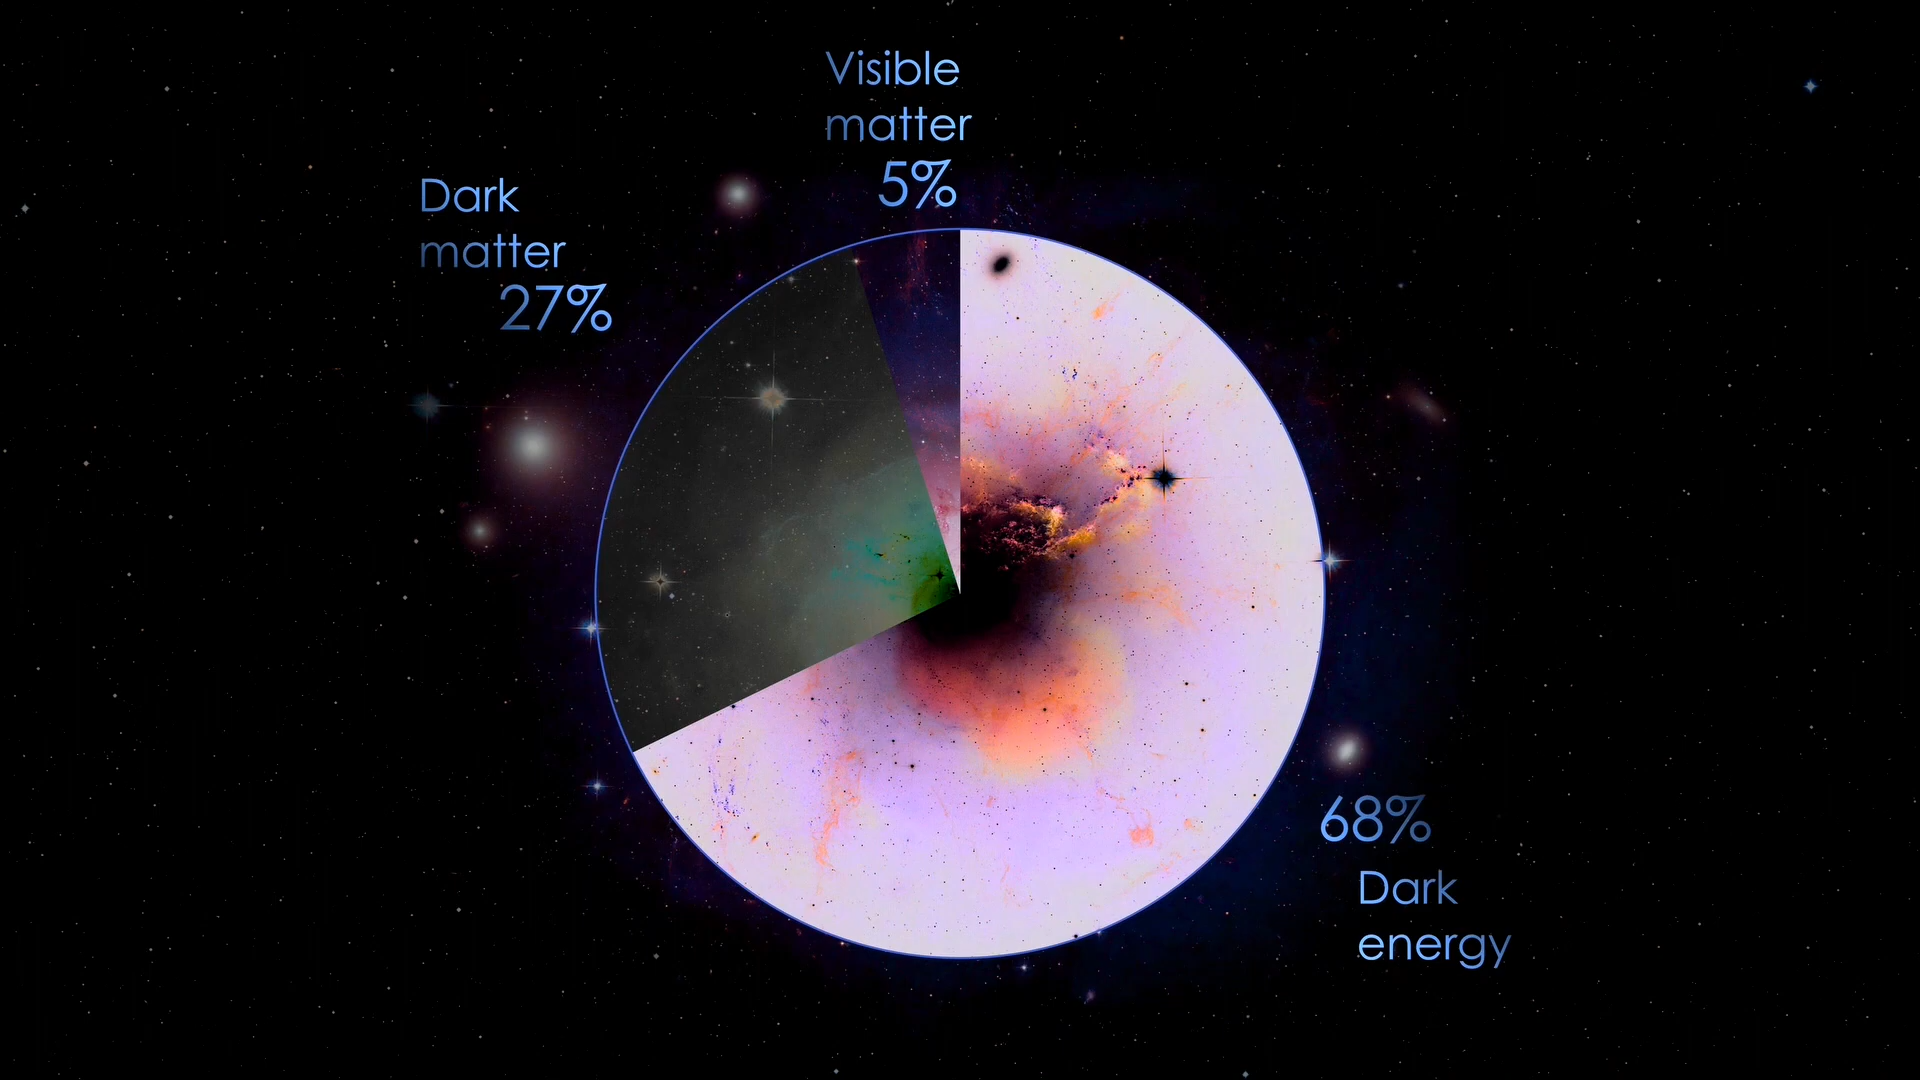 Visible
matter
5%
Dark
matter
27%
68%
Dark
energy